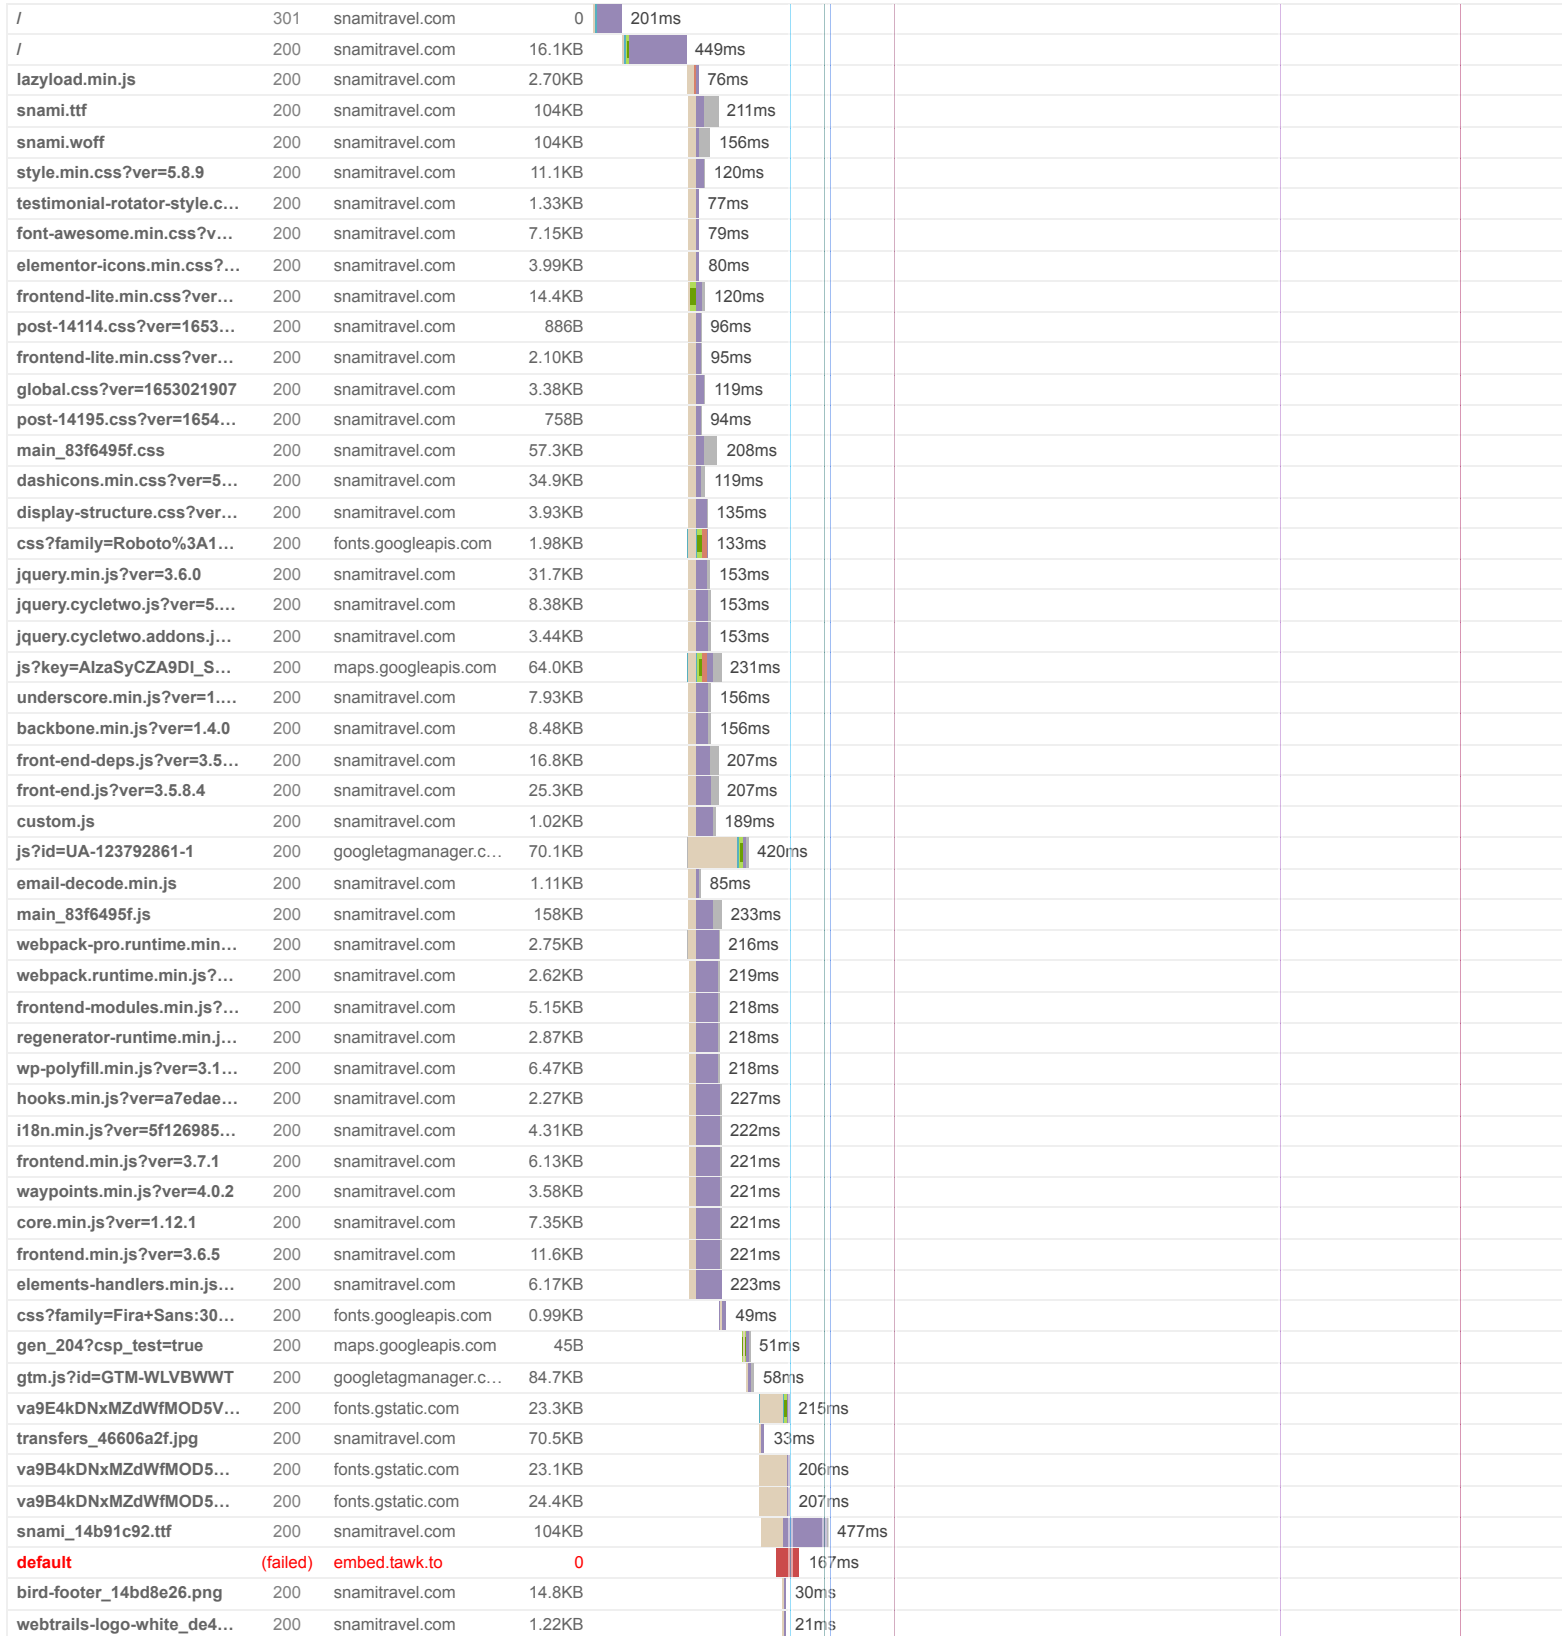 / 301 snamitravel.com 0 201ms
/ 200 snamitravel.com 16.1KB 449ms
lazyload.min.js 200 snamitravel.com 2.70KB 76ms
snami.ttf 200 snamitravel.com 104KB 211ms
snami.woff 200 snamitravel.com 104KB 156ms
style.min.css?ver=5.8.9 200 snamitravel.com 11.1KB 120ms
testimonial-rotator-style.c... 200 snamitravel.com 1.33KB 77ms
font-awesome.min.css?v... 200 snamitravel.com 7.15KB 79ms
elementor-icons.min.css?... 200 snamitravel.com 3.99KB 80ms
frontend-lite.min.css?ver... 200 snamitravel.com 14.4KB 120ms
post-14114.css?ver=1653... 200 snamitravel.com 886B 96ms
frontend-lite.min.css?ver... 200 snamitravel.com 2.10KB 95ms
global.css?ver=1653021907 200 snamitravel.com 3.38KB 119ms
post-14195.css?ver=1654... 200 snamitravel.com 758B 94ms
main_83f6495f.css 200 snamitravel.com 57.3KB 208ms
dashicons.min.css?ver=5... 200 snamitravel.com 34.9KB 119ms
display-structure.css?ver... 200 snamitravel.com 3.93KB 135ms
css?family=Roboto%3A1... 200 fonts.googleapis.com 1.98KB 133ms
jquery.min.js?ver=3.6.0 200 snamitravel.com 31.7KB 153ms
jquery.cycletwo.js?ver=5.... 200 snamitravel.com 8.38KB 153ms
jquery.cycletwo.addons.j... 200 snamitravel.com 3.44KB 153ms
js?key=AIzaSyCZA9DI_S... 200 maps.googleapis.com 64.0KB 231ms
underscore.min.js?ver=1.... 200 snamitravel.com 7.93KB 156ms
backbone.min.js?ver=1.4.0 200 snamitravel.com 8.48KB 156ms
front-end-deps.js?ver=3.5... 200 snamitravel.com 16.8KB 207ms
front-end.js?ver=3.5.8.4 200 snamitravel.com 25.3KB 207ms
custom.js 200 snamitravel.com 1.02KB 189ms
js?id=UA-123792861-1 200 googletagmanager.c... 70.1KB 420ms
email-decode.min.js 200 snamitravel.com 1.11KB 85ms
main_83f6495f.js 200 snamitravel.com 158KB 233ms
webpack-pro.runtime.min... 200 snamitravel.com 2.75KB 216ms
webpack.runtime.min.js?... 200 snamitravel.com 2.62KB 219ms
frontend-modules.min.js?... 200 snamitravel.com 5.15KB 218ms
regenerator-runtime.min.j... 200 snamitravel.com 2.87KB 218ms
wp-polyfill.min.js?ver=3.1... 200 snamitravel.com 6.47KB 218ms
hooks.min.js?ver=a7edae... 200 snamitravel.com 2.27KB 227ms
i18n.min.js?ver=5f126985... 200 snamitravel.com 4.31KB 222ms
frontend.min.js?ver=3.7.1 200 snamitravel.com 6.13KB 221ms
waypoints.min.js?ver=4.0.2 200 snamitravel.com 3.58KB 221ms
core.min.js?ver=1.12.1 200 snamitravel.com 7.35KB 221ms
frontend.min.js?ver=3.6.5 200 snamitravel.com 11.6KB 221ms
elements-handlers.min.js... 200 snamitravel.com 6.17KB 223ms
css?family=Fira+Sans:30... 200 fonts.googleapis.com 0.99KB 49ms
gen_204?csp_test=true 200 maps.googleapis.com 45B 51ms
gtm.js?id=GTM-WLVBWWT 200 googletagmanager.c... 84.7KB 58ms
va9E4kDNxMZdWfMOD5V... 200 fonts.gstatic.com 23.3KB 215ms
transfers_46606a2f.jpg 200 snamitravel.com 70.5KB 33ms
va9B4kDNxMZdWfMOD5... 200 fonts.gstatic.com 23.1KB 206ms
va9B4kDNxMZdWfMOD5... 200 fonts.gstatic.com 24.4KB 207ms
snami_14b91c92.ttf 200 snamitravel.com 104KB 477ms
default (failed) embed.tawk.to 0 167ms
bird-footer_14bd8e26.png 200 snamitravel.com 14.8KB 30ms
webtrails-logo-white_de4... 200 snamitravel.com 1.22KB 21ms